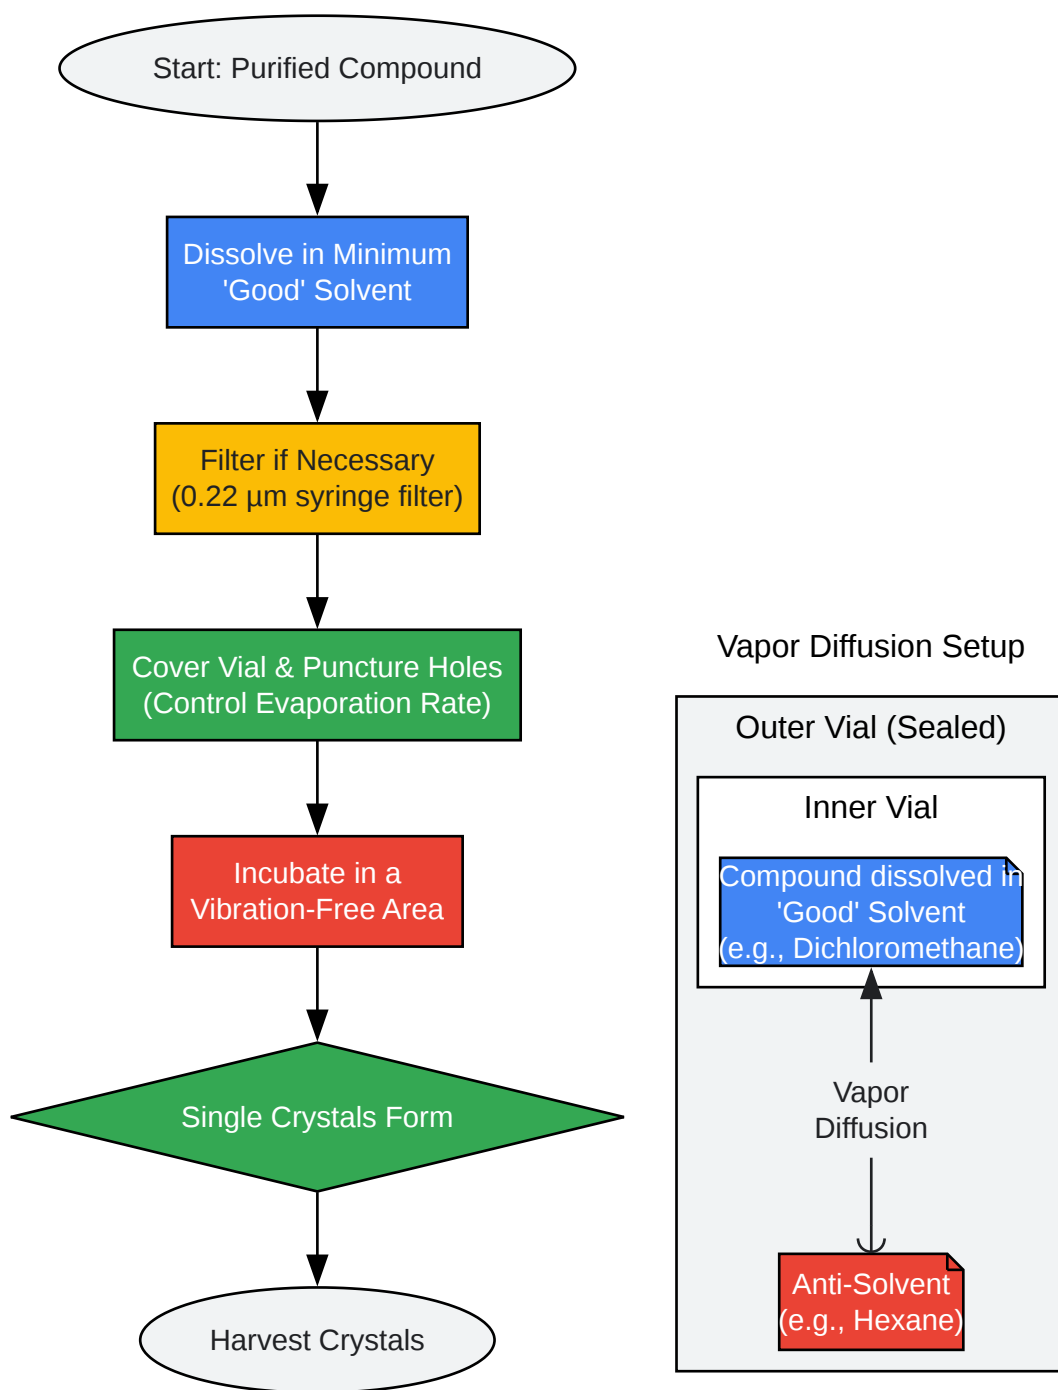 Start: Purified Compound
Dissolve in Minimum
'Good' Solvent
Filter if Necessary
(0.22 µm syringe filter)
Cover Vial & Puncture Holes
(Control Evaporation Rate)
Incubate in a
Vibration-Free Area
Single Crystals Form
Harvest Crystals
Vapor Diffusion Setup
Outer Vial (Sealed)
Inner Vial
Compound dissolved in
'Good' Solvent
(e.g., Dichloromethane)
Vapor
Diffusion
Anti-Solvent
(e.g., Hexane)